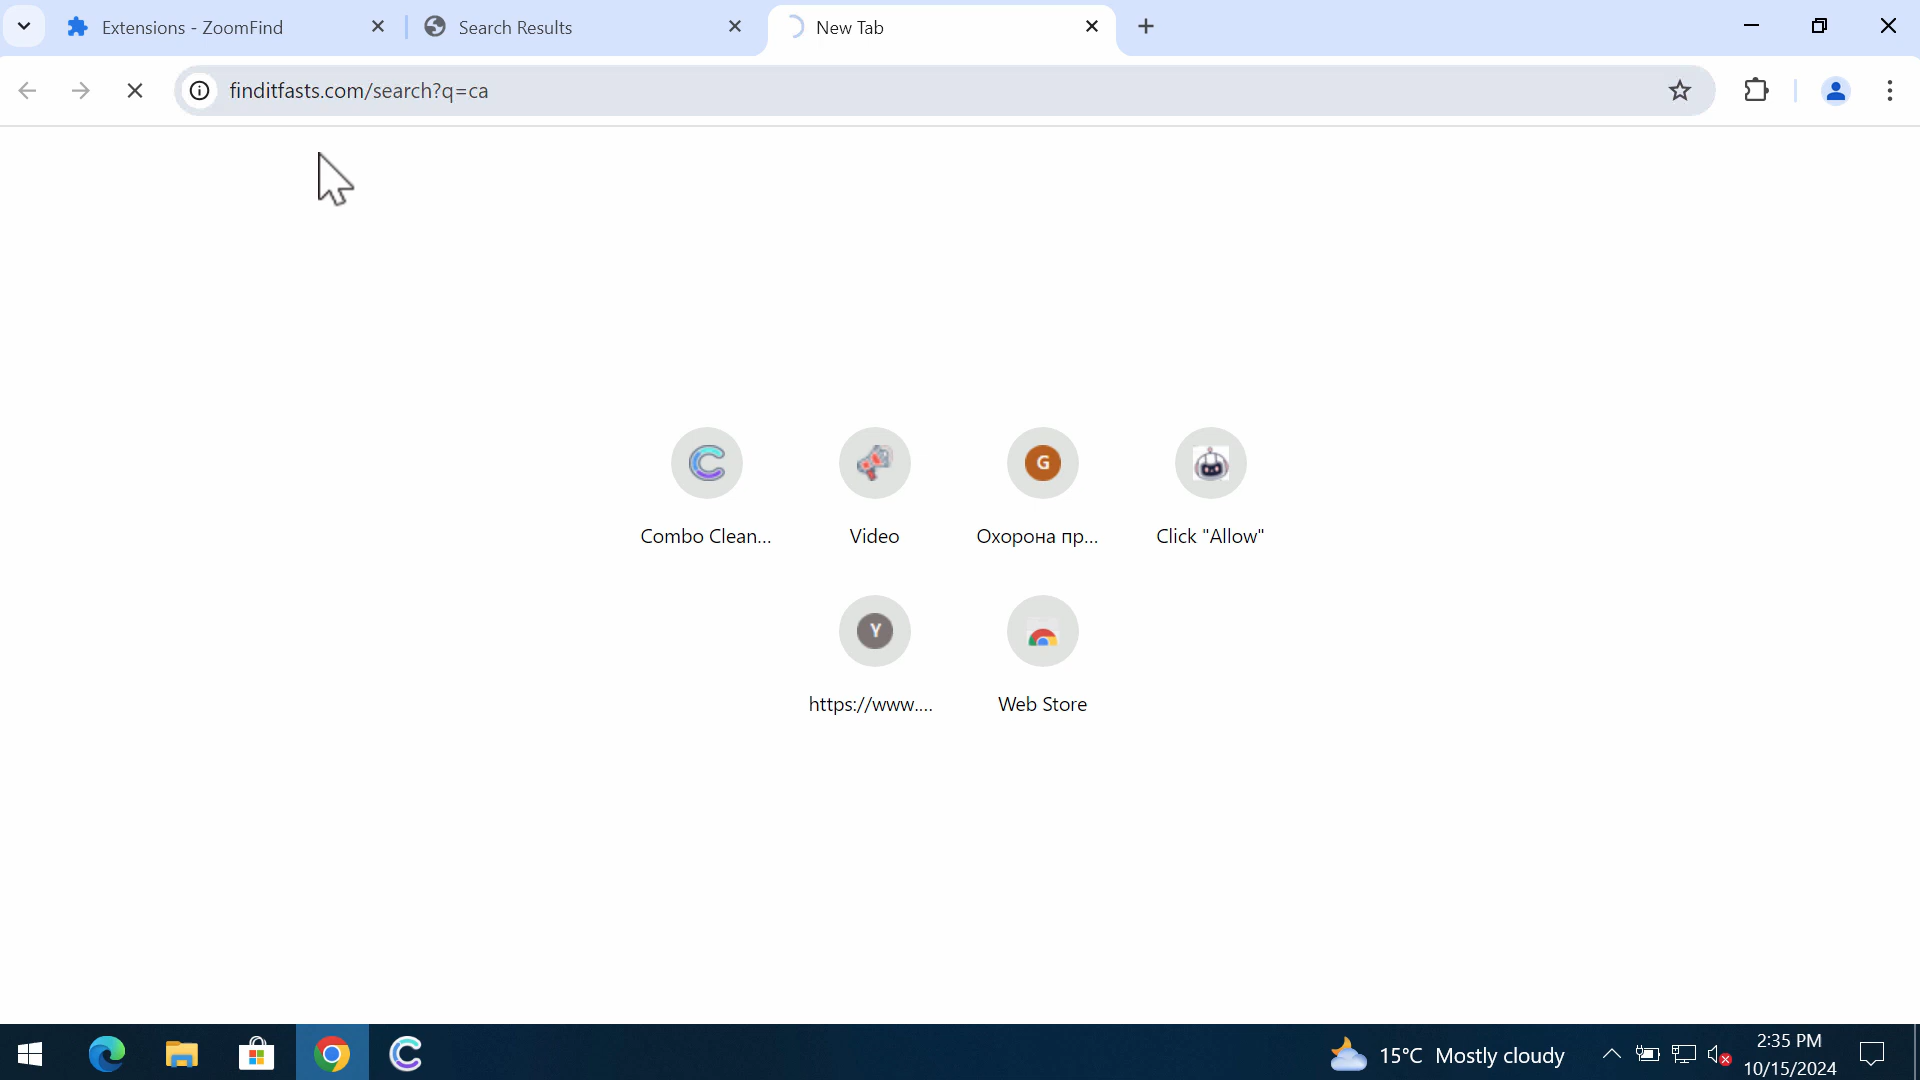 Extensions - ZoomFind
Search Results
New Tab
finditfasts.com/search?q=ca
Combo Clean...
Video
G
Охорона пр...
Click "Allow"
Y
https://www....
Web Store
15°C Mostly cloudy
2:35 PM
10/15/2024